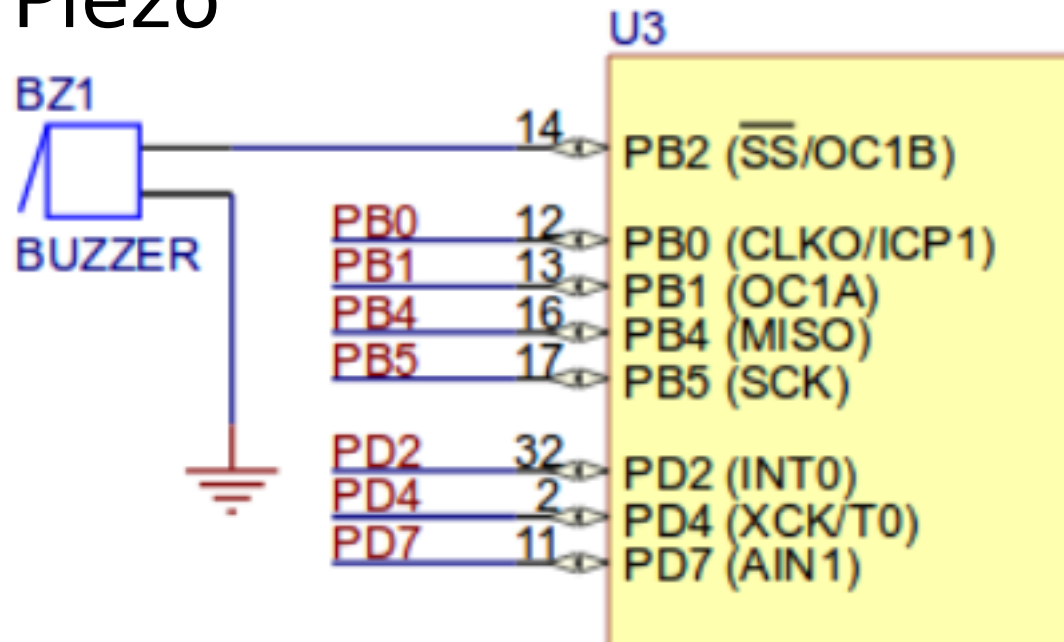 Piezo
U3
BZ1
BUZZER
14 PB2 (SS/OC1B)
PB0 12 PB0 (CLKO/ICP1)
PB1 13 PB1 (OC1A)
PB4 16 PB4 (MISO)
PB5 17 PB5 (SCK)
PD2 32 PD2 (INT0)
PD4 2 PD4 (XCK/T0)
PD7 11 PD7 (AIN1)